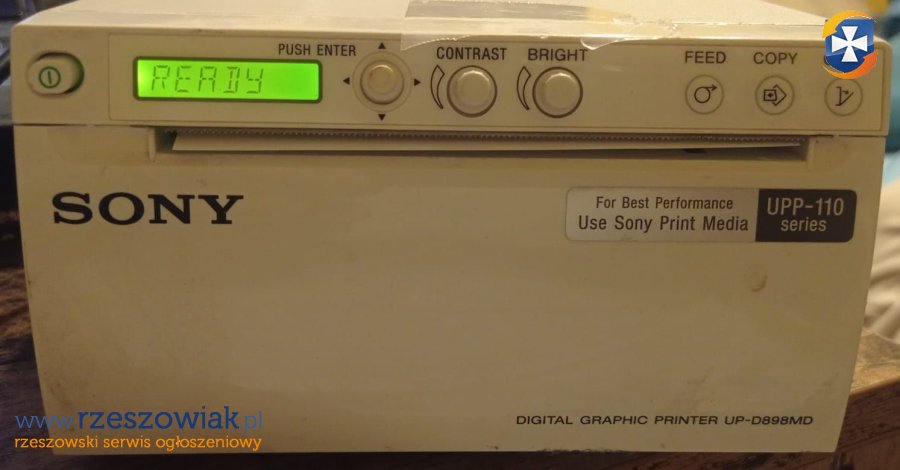 PUSH ENTER
CONTRAST
BRIGHT
FEED
COPY
READY
SONY
For Best Performance
Use Sony Print Media
UPP-110
series
DIGITAL GRAPHIC PRINTER UP-D898MD
www.rzeszowiak.pl
rzeszowski serwis ogłoszeniowy